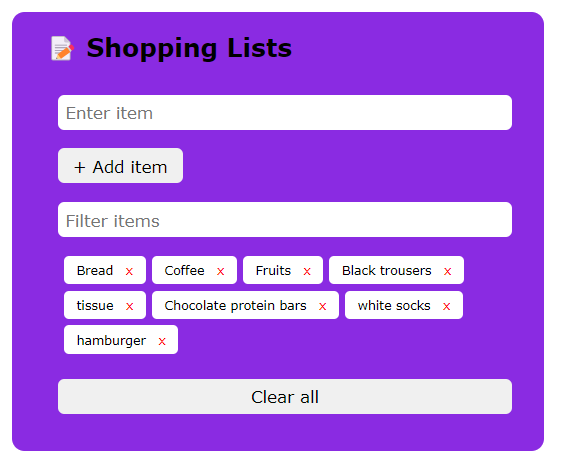 Shopping Lists
Enter item
+ Add item
Filter items
Bread x Coffee x Fruits x Black trousers x
tissue x Chocolate protein bars x white socks x
hamburger x
Clear all